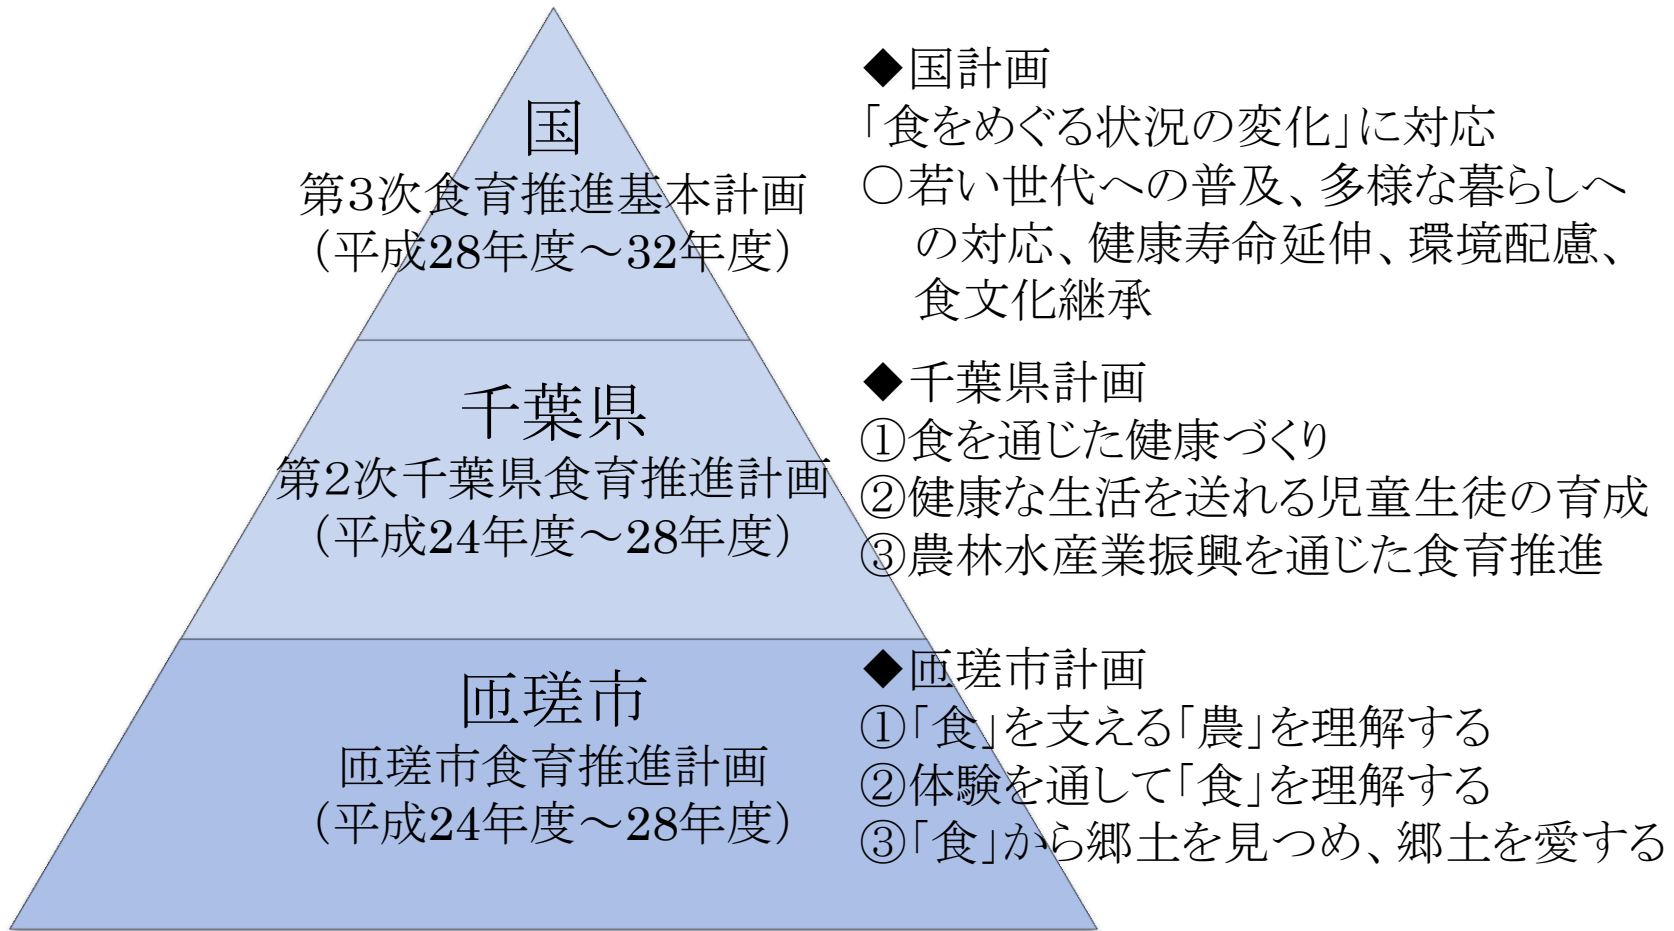 国
第3次食育推進基本計画
（平成28年度～32年度）
◆国計画
「食をめぐる状況の変化」に対応
○若い世代への普及、多様な暮らしへ
の対応、健康寿命延伸、環境配慮、
食文化継承
千葉県
第2次千葉県食育推進計画
（平成24年度～28年度）
◆千葉県計画
①食を通じた健康づくり
②健康な生活を送れる児童生徒の育成
③農林水産業振興を通じた食育推進
匝瑳市
匝瑳市食育推進計画
（平成24年度～28年度）
◆匝瑳市計画
①「食」を支える「農」を理解する
②体験を通して「食」を理解する
③「食」から郷土を見つめ、郷土を愛する